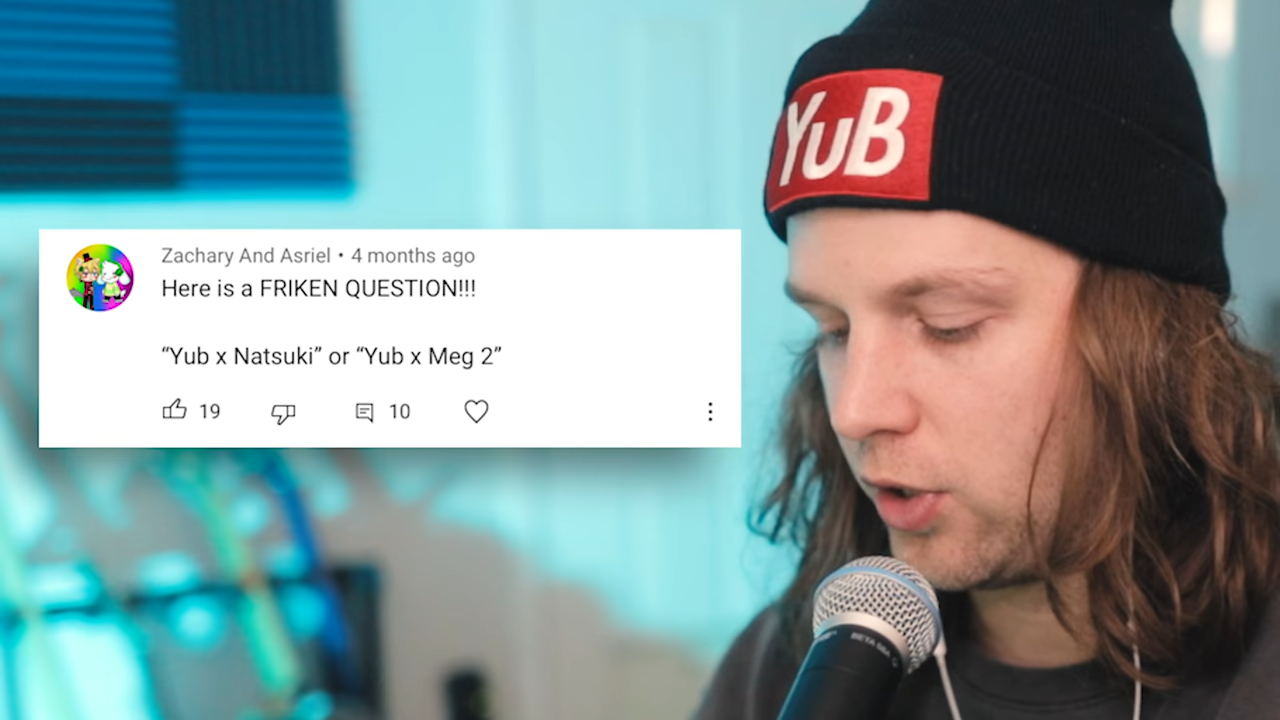 YuB
Zachary And Asriel • 4 months ago
Here is a FRIKEN QUESTION!!!
“Yub x Natsuki” or “Yub x Meg 2”
19
10